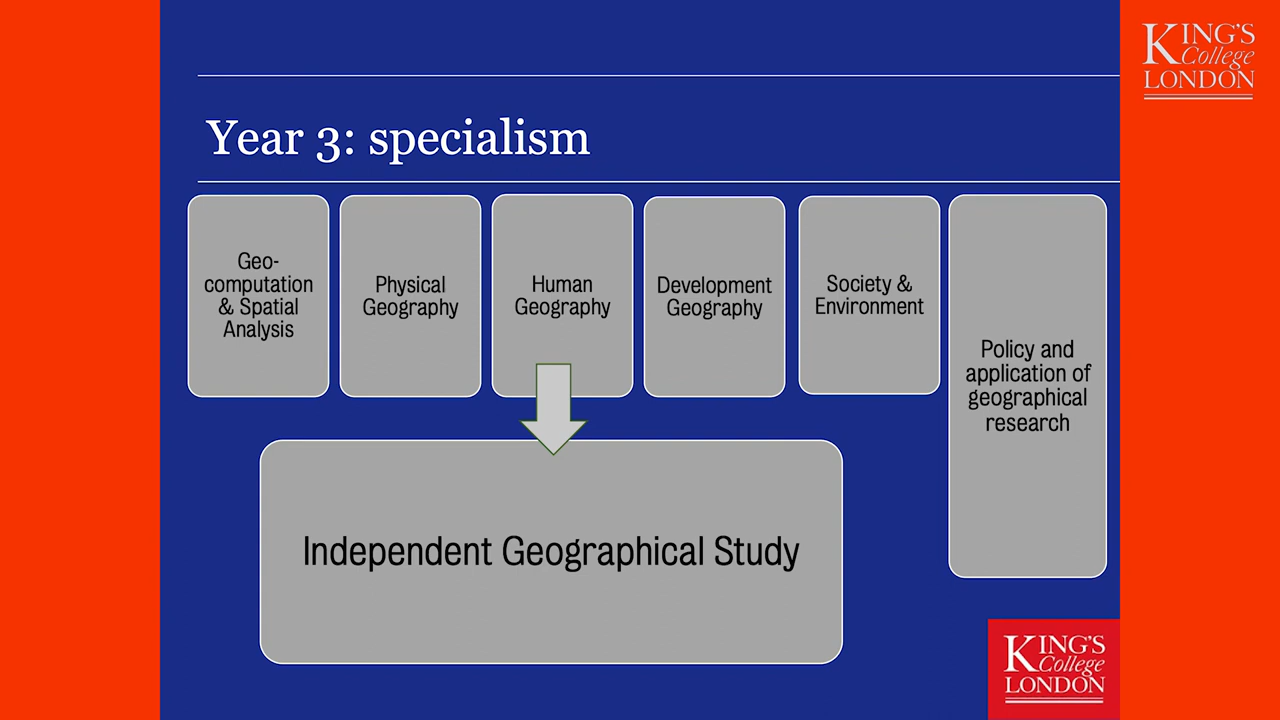 KING'S
College
LONDON
Year 3: specialism
Geo-
computation
& Spatial
Analysis
Physical
Geography
Human
Geography
Development
Geography
Society &
Environment
Policy and
application of
geographical
research
Independent Geographical Study
KING'S
College
LONDON